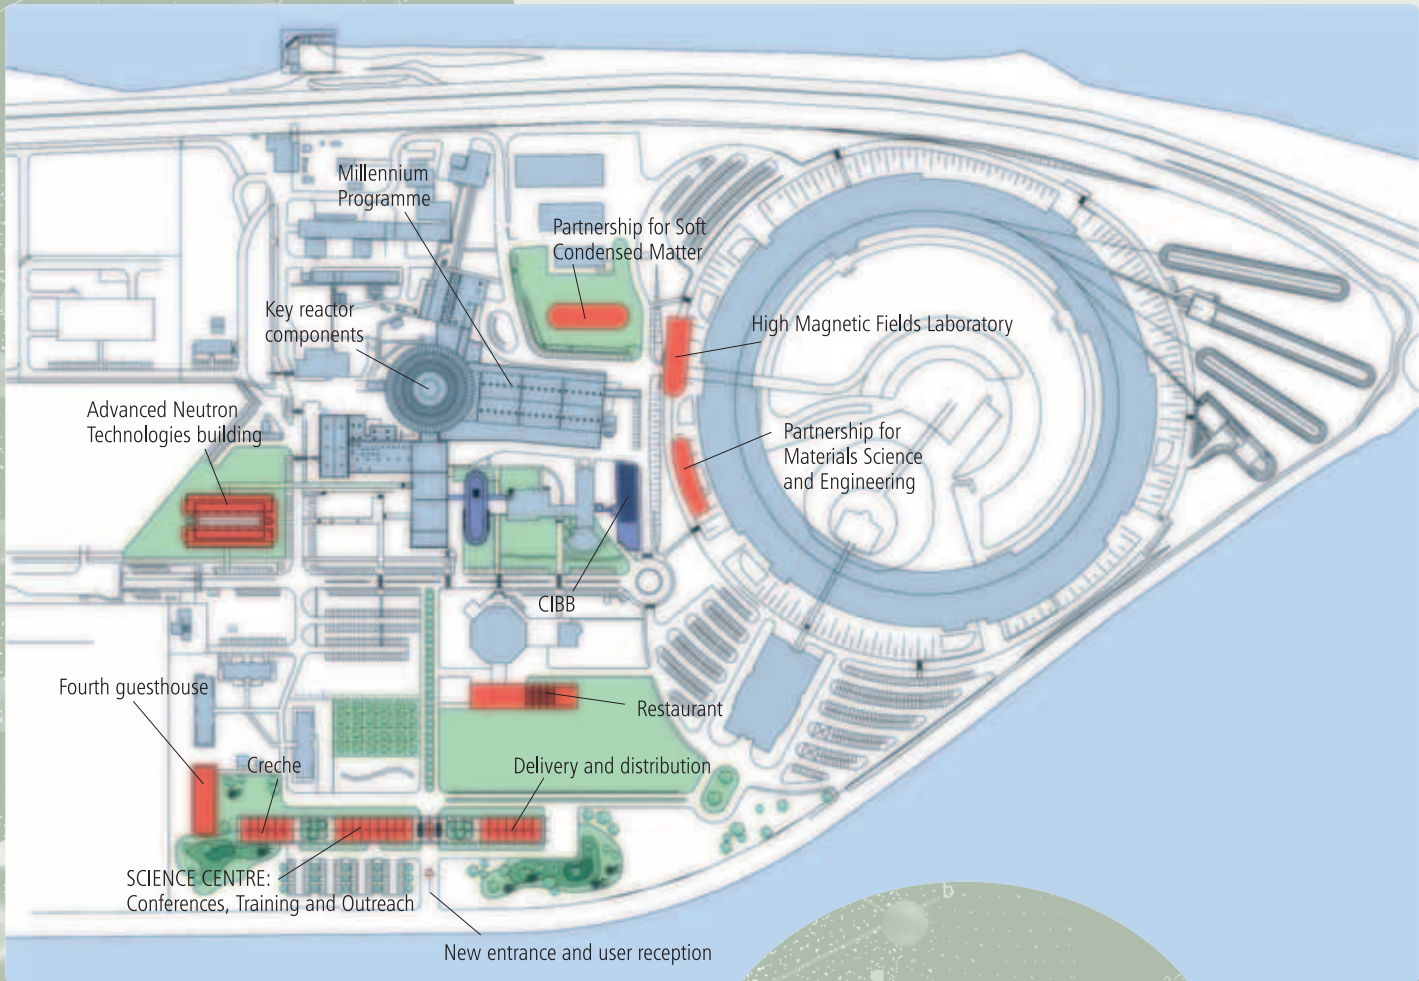 Millennium
Programme
Partnership for Soft
Condensed Matter
Key reactor
components
High Magnetic Fields Laboratory
Advanced Neutron
Technologies building
Partnership for
Materials Science
and Engineering
CIBB
Fourth guesthouse
Restaurant
Creche
Delivery and distribution
SCIENCE CENTRE:
Conferences, Training and Outreach
New entrance and user reception
b